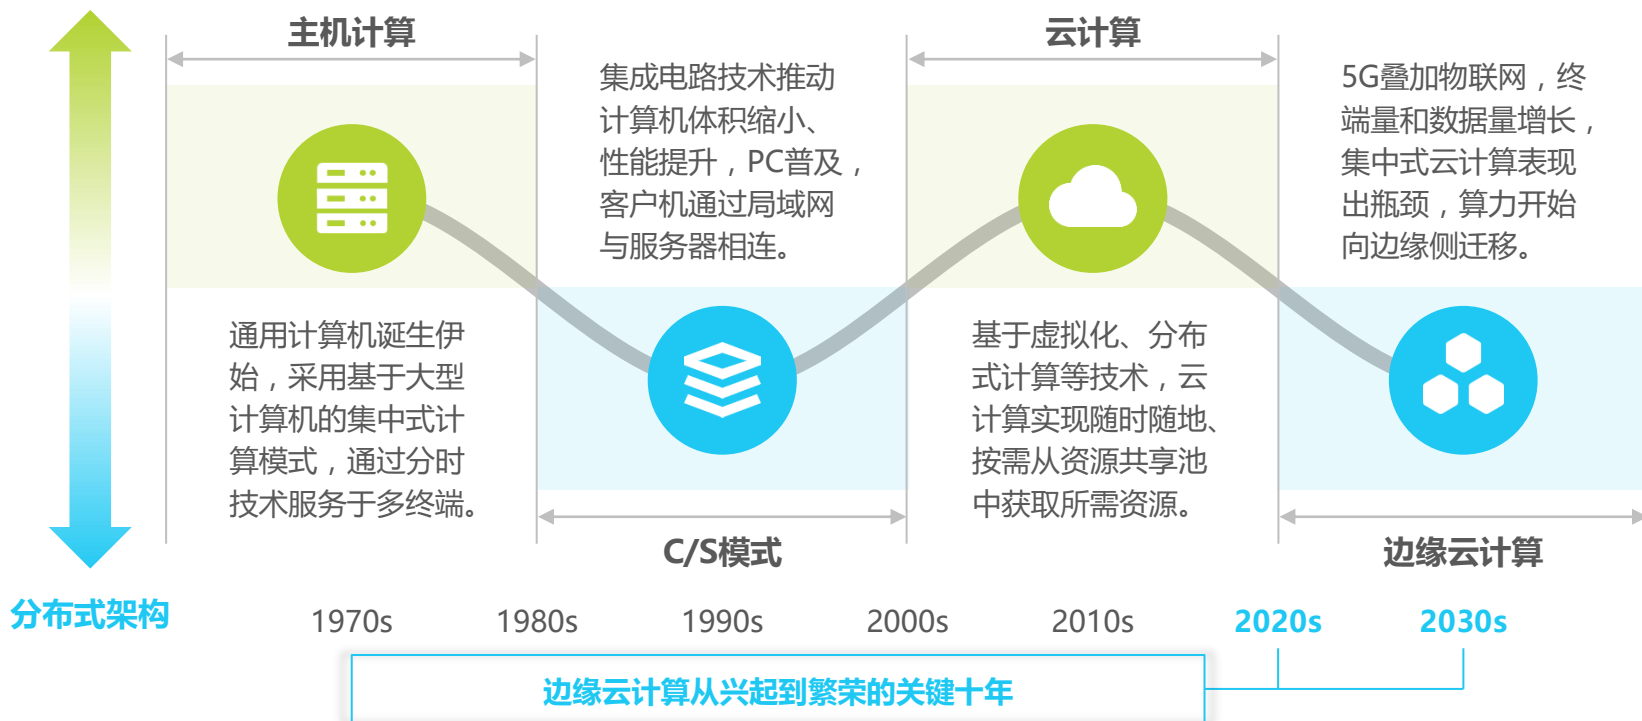 主机计算
云计算
集成电路技术推动
计算机体积缩小、
性能提升，PC普及，
客户机通过局域网
与服务器相连。
5G叠加物联网，终
端量和数据量增长，
集中式云计算表现
出瓶颈，算力开始
向边缘侧迁移。
通用计算机诞生伊
始，采用基于大型
计算机的集中式计
算模式，通过分时
技术服务于多终端。
基于虚拟化、分布
式计算等技术，云
计算实现随时随地、
按需从资源共享池
中获取所需资源。
C/S模式
边缘云计算
分布式架构
1970s
1980s
1990s
2000s
2010s
2020s
2030s
边缘云计算从兴起到繁荣的关键十年